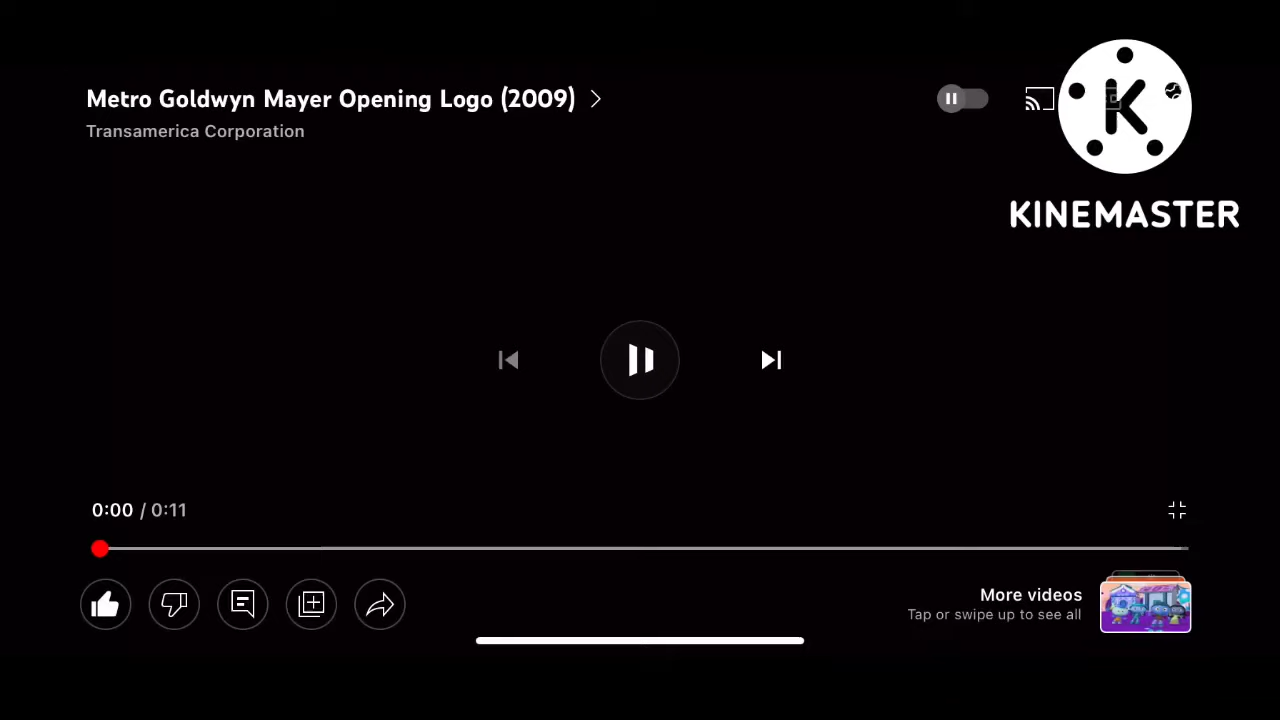 Metro Goldwyn Mayer Opening Logo (2009)
Transamerica Corporation
K
KINEMASTER
0:00 / 0:11
More videos
Tap or swipe up to see all